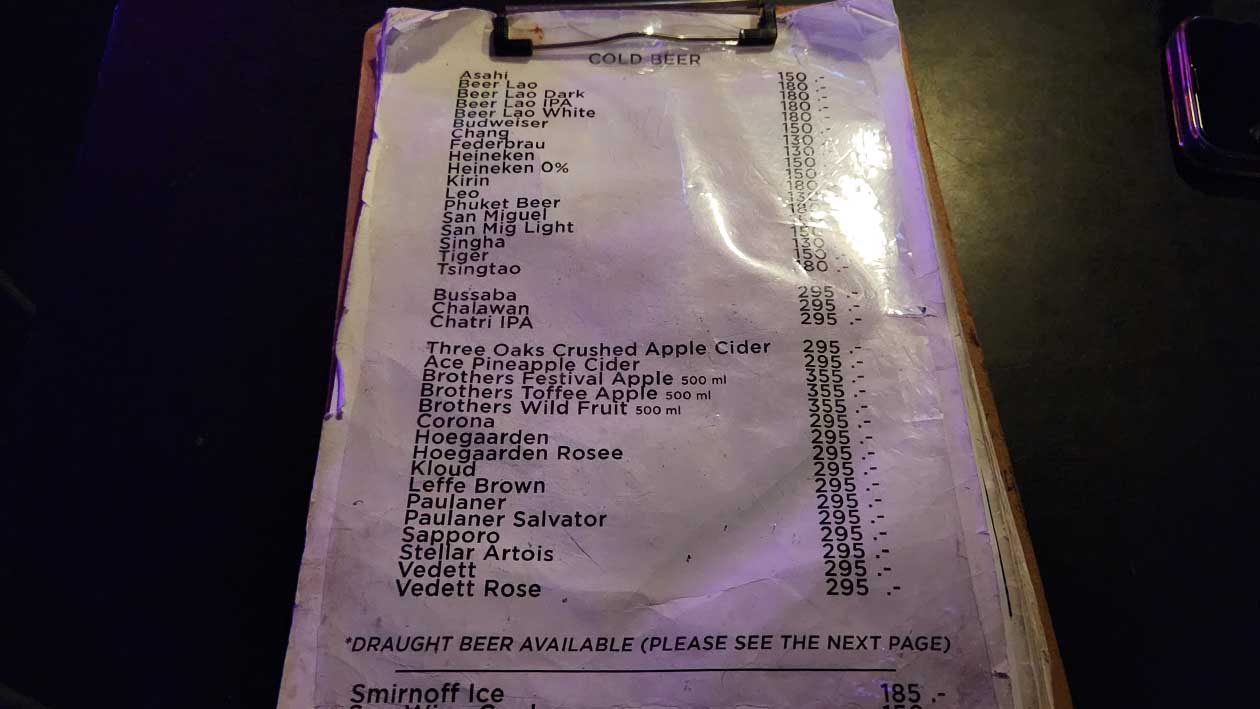 COLD BEER
Asahi 150 .-
Beer Lao 180 .-
Beer Lao Dark 180 .-
Beer Lao IPA 180 .-
Beer Lao White 180 .-
Budweiser 150 .-
Chang 130 .-
Federbrau 130 .-
Heineken 150 .-
Heineken 0% 150 .-
Kirin 180
Leo 130
Phuket Beer
San Miguel
San Mig Light 150
Singha 130
Tiger 150 .-
Tsingtao 180 .-
Bussaba 295 .-
Chalawan 295 .-
Chatri IPA 295 .-
Three Oaks Crushed Apple Cider 295 .-
Ace Pineapple Cider 295 .-
Brothers Festival Apple 500 ml 355 .-
Brothers Toffee Apple 500 ml 355 .-
Brothers Wild Fruit 500 ml 355 .-
Corona 295 .-
Hoegaarden 295 .-
Hoegaarden Rosee 295 .-
Kloud 295 .-
Leffe Brown 295 .-
Paulaner 295 .-
Paulaner Salvator 295 .-
Sapporo 295 .-
Stellar Artois 295 .-
Vedett 295 .-
Vedett Rose 295 .-
*DRAUGHT BEER AVAILABLE (PLEASE SEE THE NEXT PAGE)
Smirnoff Ice 185 .-